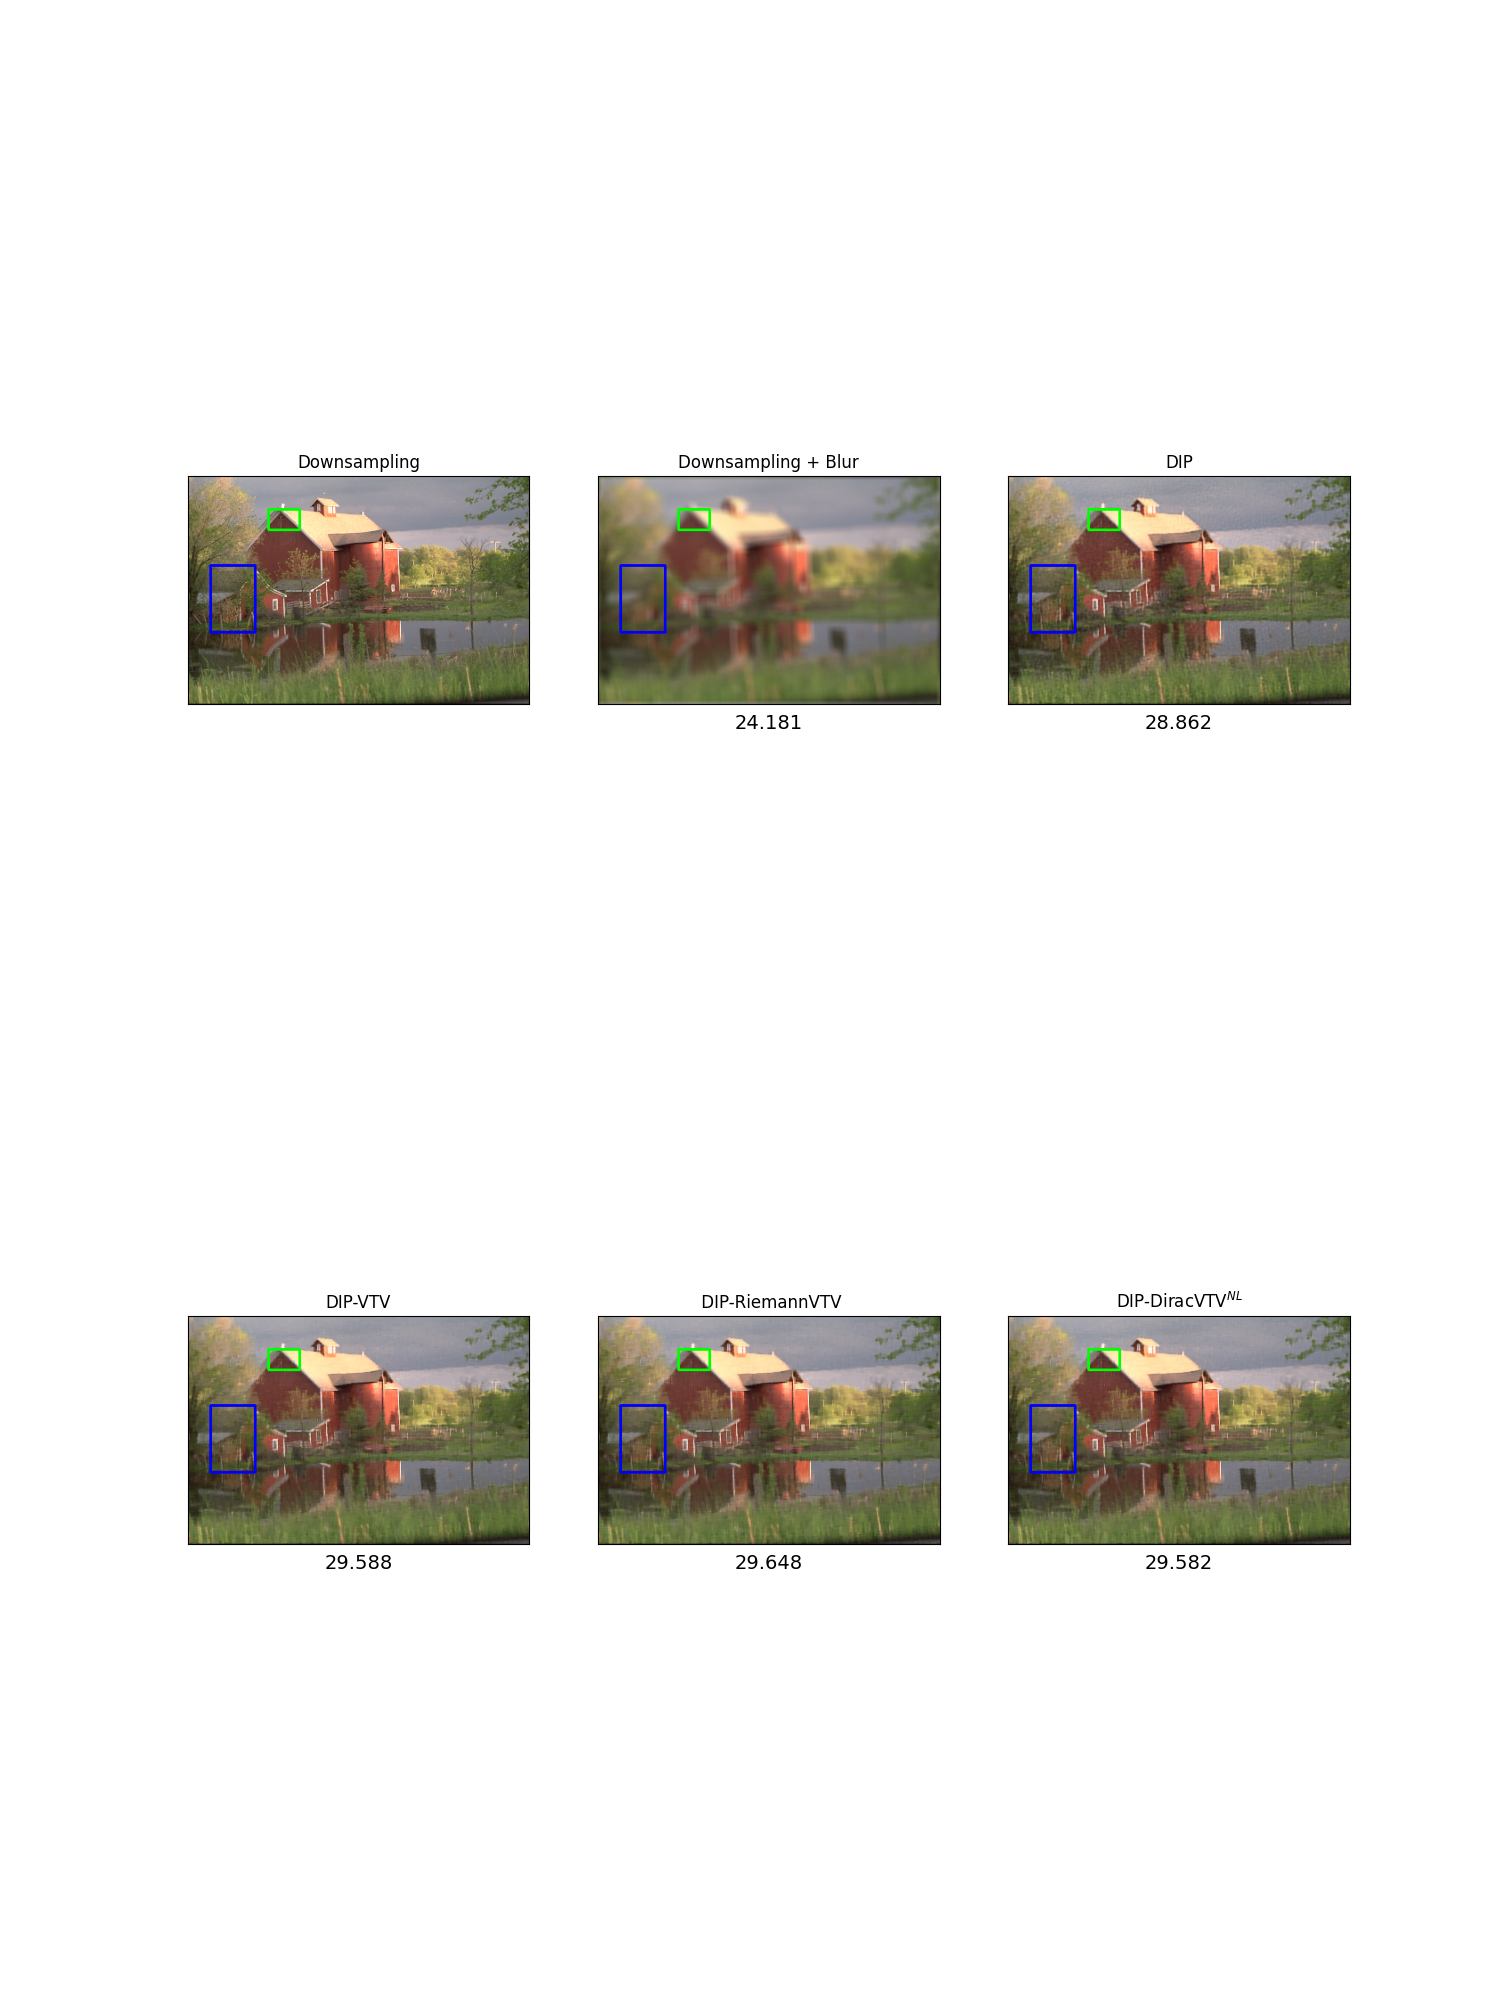 Downsampling
Downsampling + Blur
DIP
24.181
28.862
DIP-VTV
DIP-RiemannVTV
DIP-DiracVTV^{NL}
29.588
29.648
29.582